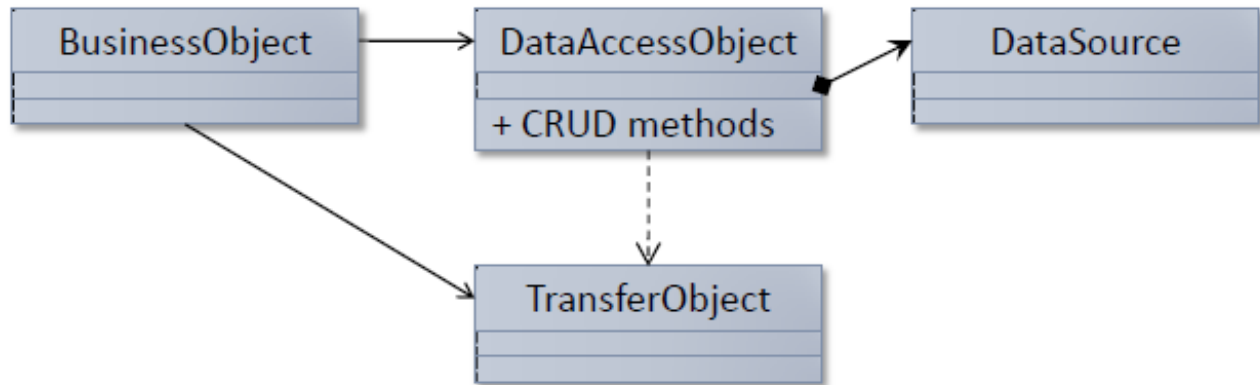 BusinessObject
DataAccessObject
DataSource
+ CRUD methods
TransferObject